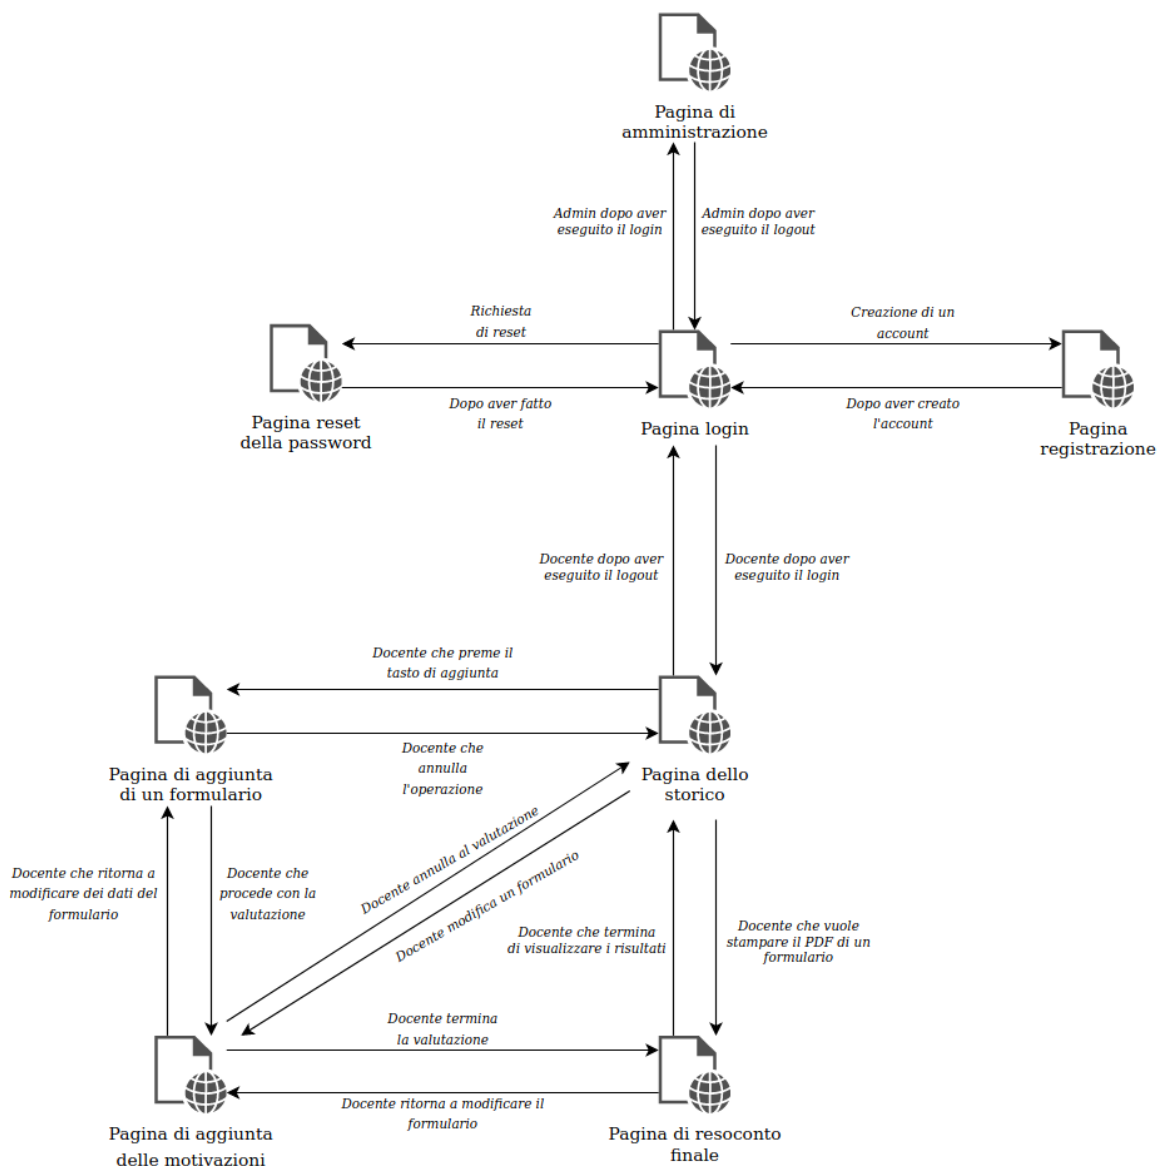 Pagina di
amministrazione
Admin dopo aver
eseguito il login
Admin dopo aver
eseguito il logout
Richiesta
di reset
Creazione di un
account
Dopo aver fatto
il reset
Dopo aver creato
l'account
Pagina reset
della password
Pagina login
Pagina
registrazione
Docente dopo aver
eseguito il logout
Docente dopo aver
eseguito il login
Docente che preme il
tasto di aggiunta
Docente che
annulla
l'operazione
Pagina di aggiunta
di un formulario
Pagina dello
storico
Docente annulla al valutazione
Docente modifica un formulario
Docente che ritorna a
modificare dei dati del
formulario
Docente che
procede con la
valutazione
Docente che termina
di visualizzare i risultati
Docente che vuole
stampare il PDF di un
formulario
Docente termina
la valutazione
Docente ritorna a modificare il
formulario
Pagina di aggiunta
delle motivazioni
Pagina di resoconto
finale